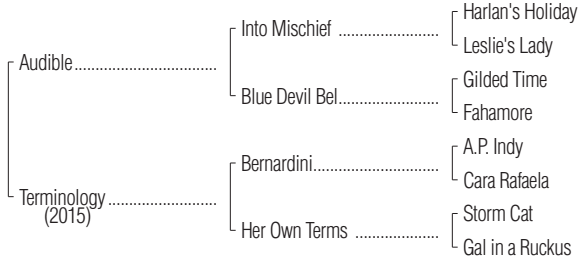 Harlan's Holiday
Into Mischief ....................
Leslie's Lady
Audible............................
Gilded Time
Blue Devil Bel....................
Fahamore
A.P. Indy
Bernardini.........................
Cara Rafaela
Terminology .....................
(2015)
Storm Cat
Her Own Terms ................
Gal in a Ruckus